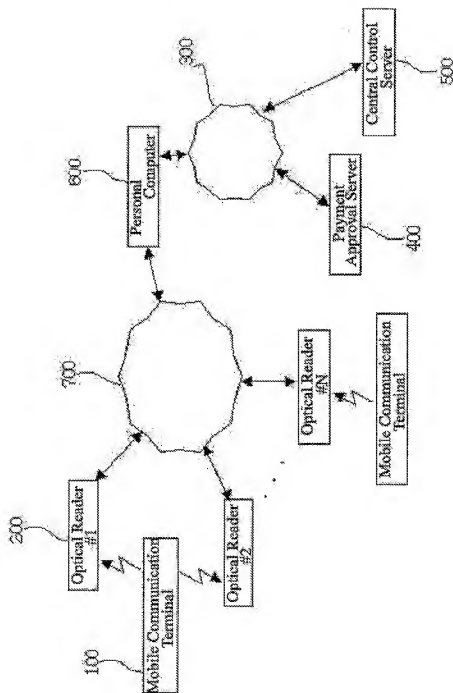 200
Optical Reader
#1
100
Mobile Communication
Terminal
Optical Reader
#2
700
600
Personal
Computer
300
Optical Reader
#N
Mobile Communication
Terminal
Payment
Approval Server
400
Central Control
Server
500